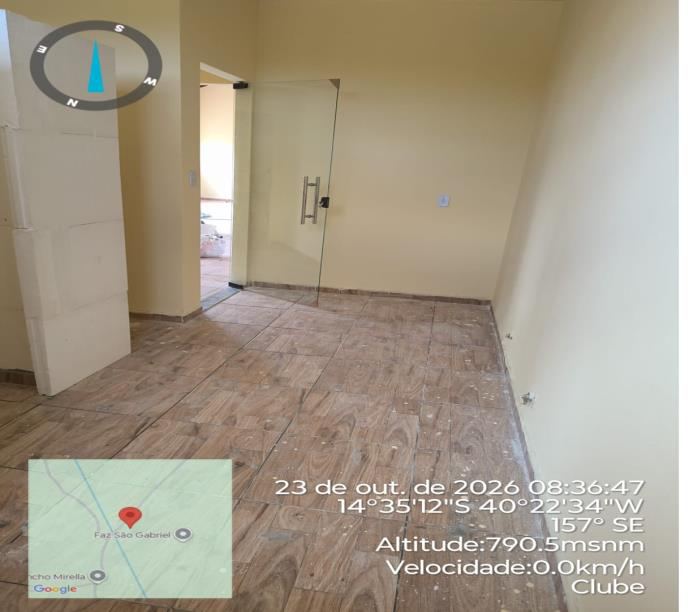 S
E
W
N
Faz São Gabriel
ncho Mirella
Google
23 de out. de 2026 08:36:47
14°35'12"S 40°22'34"W
157° SE
Altitude:790.5msnm
Velocidade:0.0km/h
Clube